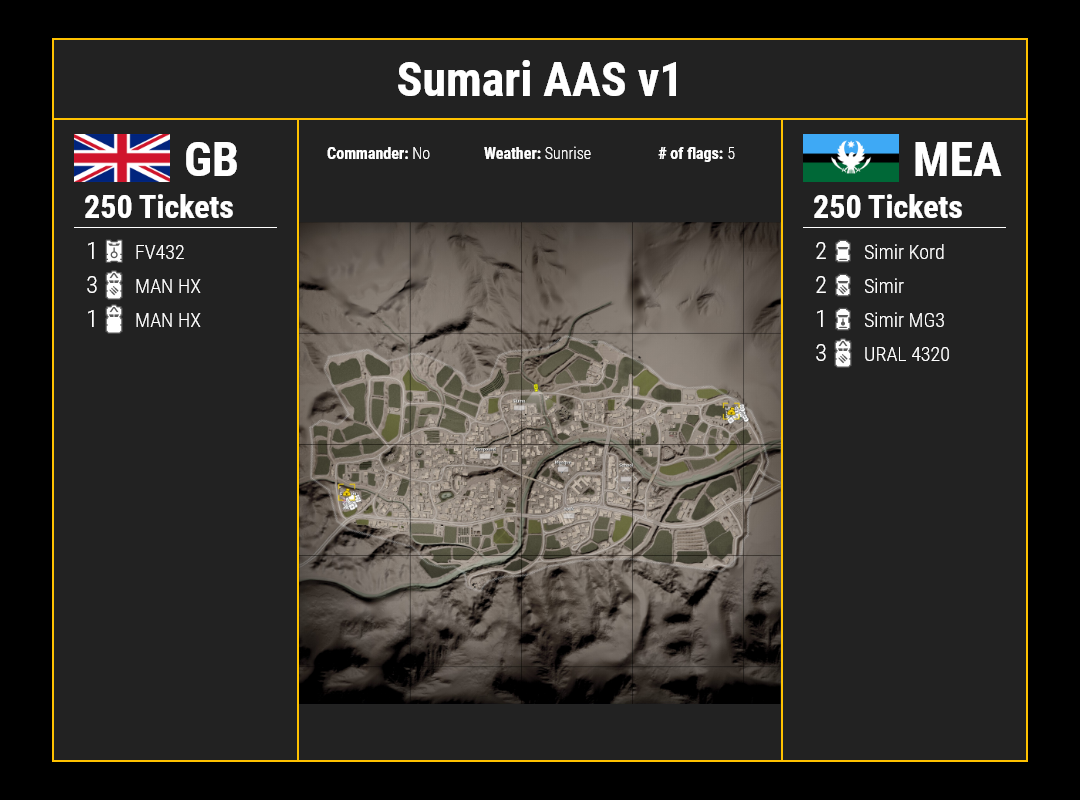 Sumari AAS v1
GB
250 Tickets
1 FV432
3 MAN HX
1 MAN HX
Commander: No Weather: Sunrise # of flags: 5
MEA
250 Tickets
2 Simir Kord
2 Simir
1 Simir MG3
3 URAL 4320